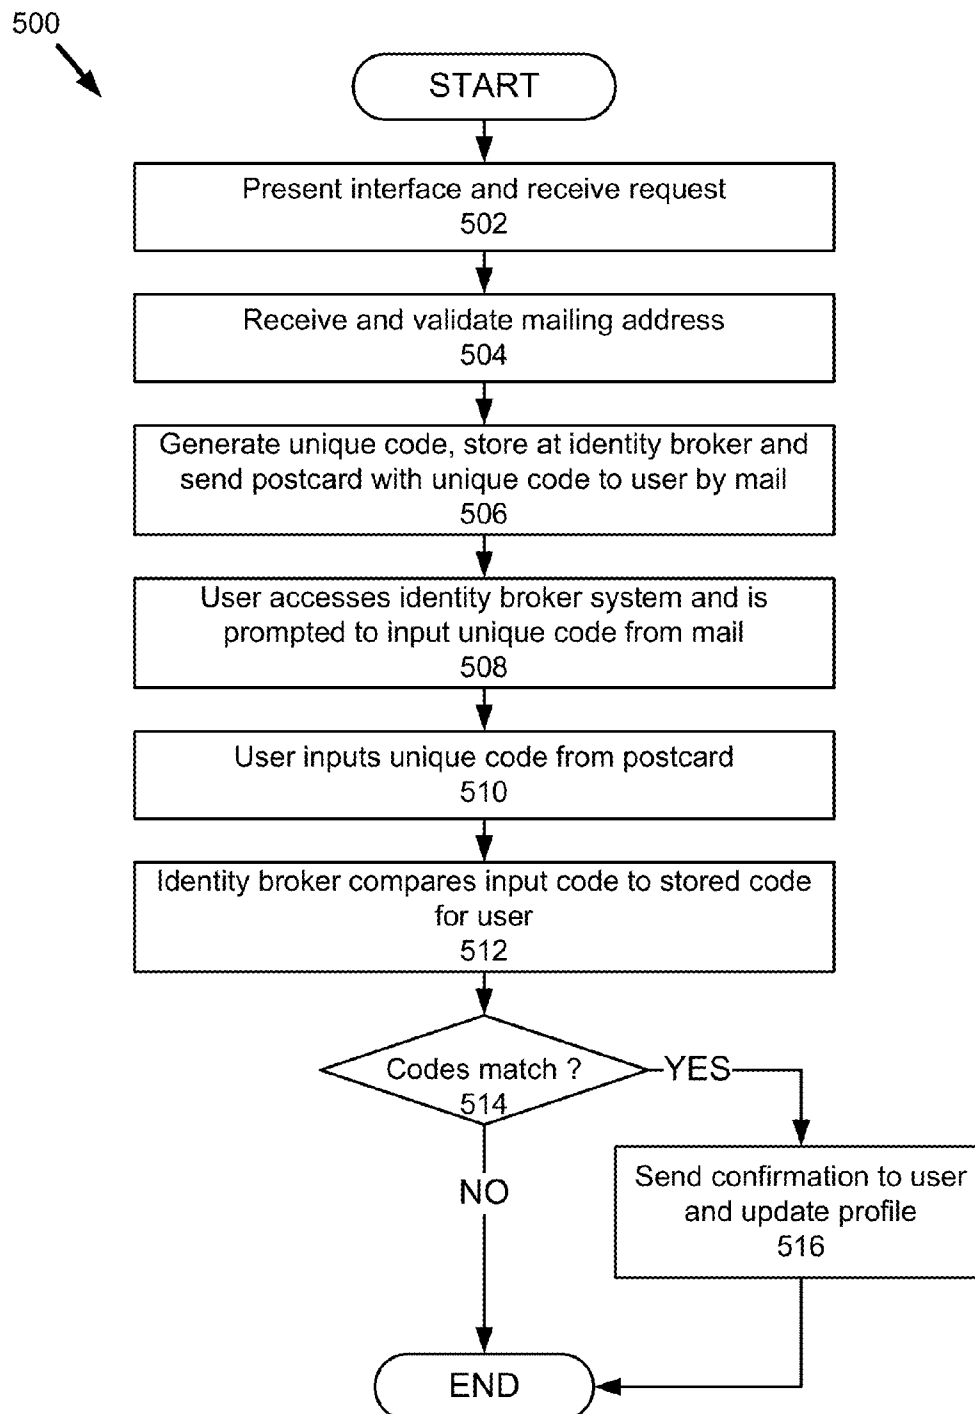 500
START
Present interface and receive request
502
Receive and validate mailing address
504
Generate unique code, store at identity broker and
send postcard with unique code to user by mail
506
User accesses identity broker system and is
prompted to input unique code from mail
508
User inputs unique code from postcard
510
Identity broker compares input code to stored code
for user
512
Codes match ?
514
YES
NO
Send confirmation to user
and update profile
516
END